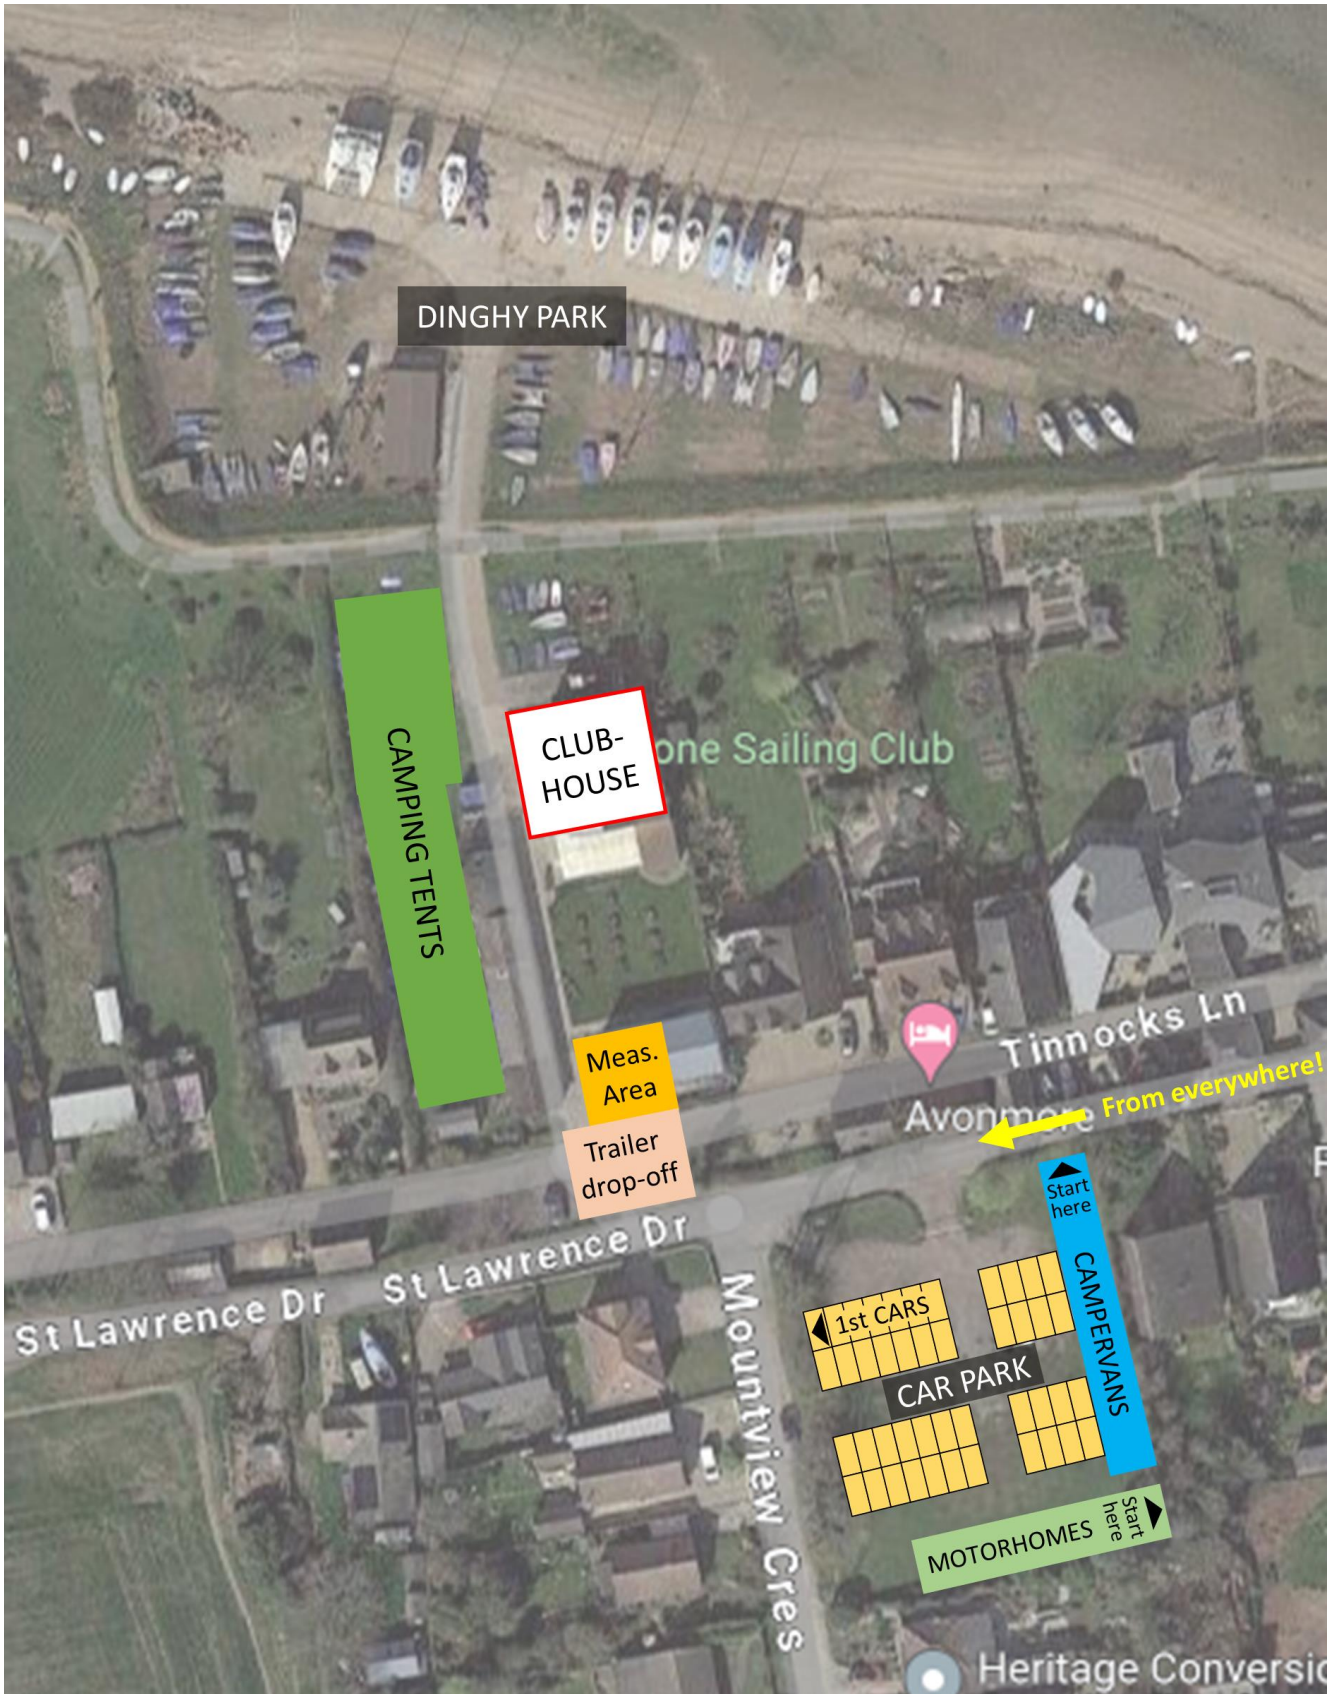 DINGHY PARK
CLUB-
HOUSE
one Sailing Club
CAMPING TENTS
Tinnocks Ln
Meas.
Area
From everywhere!
Avonmore
Trailer
drop-off
Start
here
St Lawrence Dr
St Lawrence Dr
CAMPERVANS
Mountview Cres
1st CARS
CAR PARK
MOTORHOMES
Start
here
Heritage Conversio